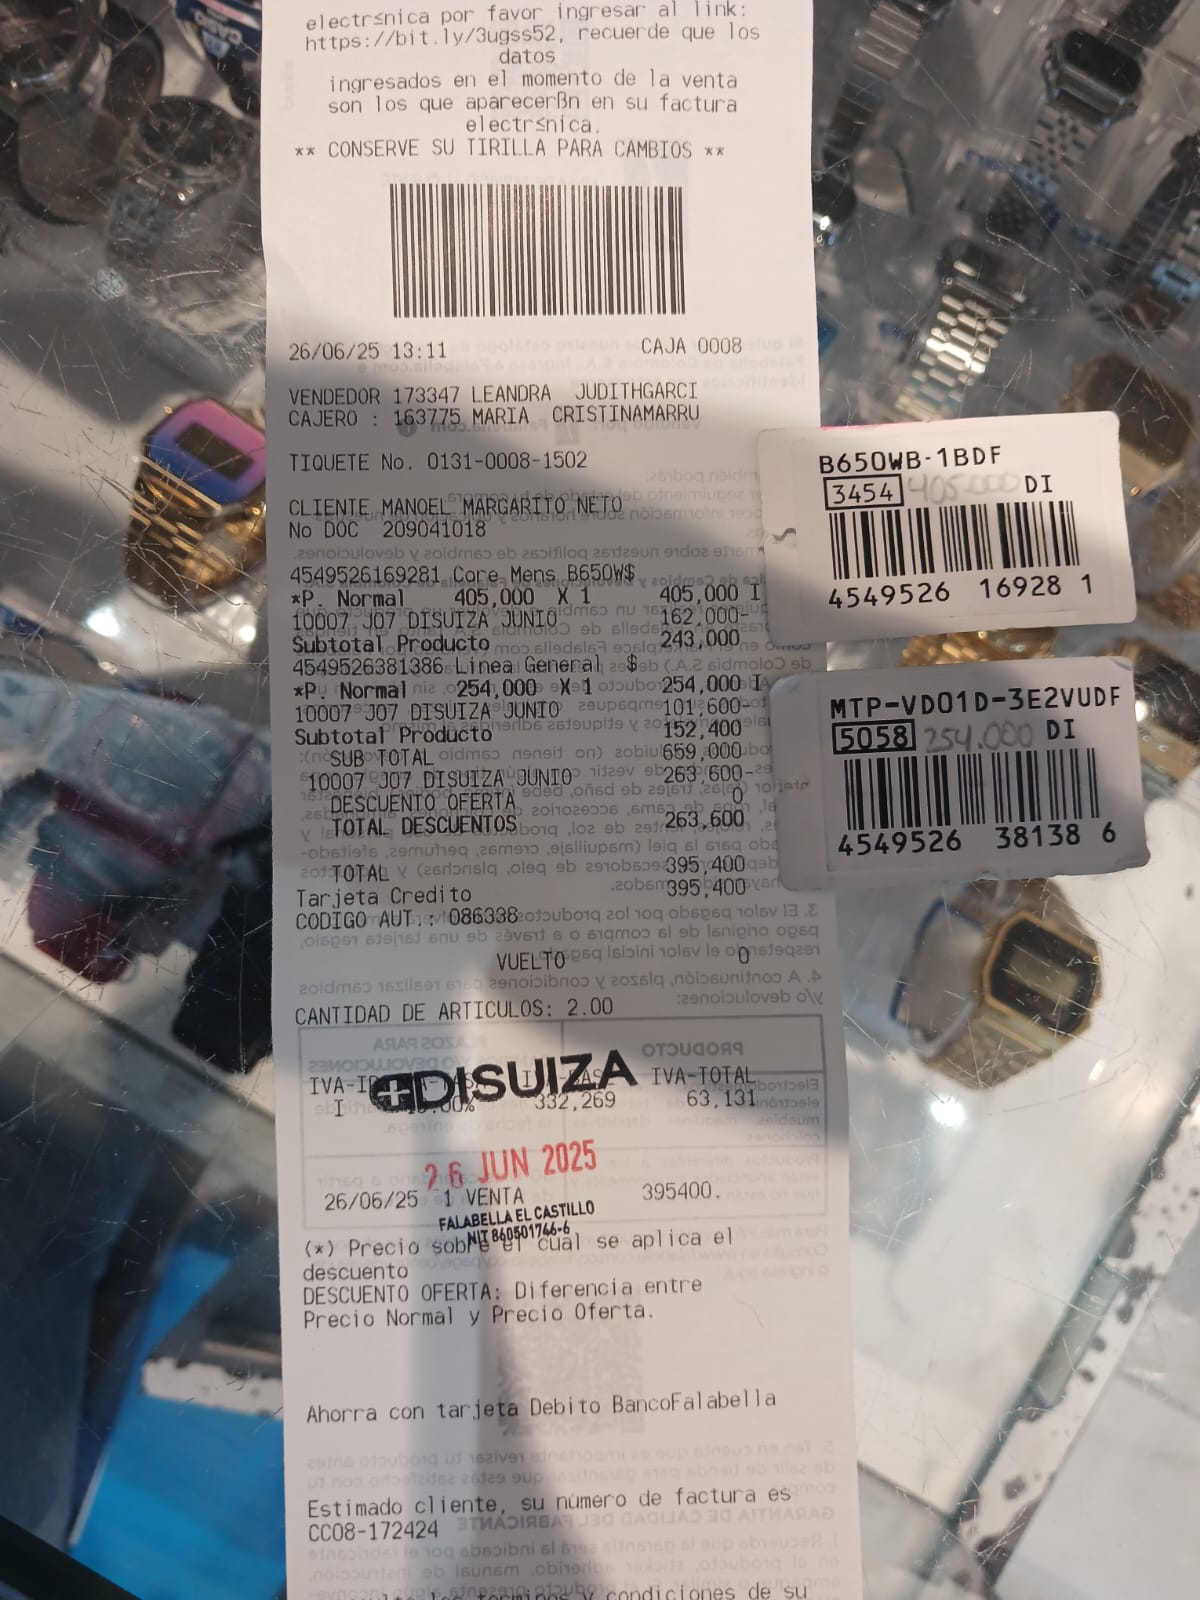 electr≤nica por favor ingresar al link:
https://bit.ly/3ugss52, recuerde que los
datos
ingresados en el momento de la venta
son los que aparecerßn en su factura
electr≤nica.
** CONSERVE SU TIRILLA PARA CAMBIOS **
26/06/25 13:11 CAJA 0008
VENDEDOR 173347 LEANDRA JUDITHGARCI
CAJERO : 163775 MARIA CRISTINAMARRU
TIQUETE No. 0131-0008-1502
CLIENTE MANOEL MARGARITO NETO
No DOC 209041018
4549526169281 Core Mens B650W$
*P. Normal 405,000 X 1 405,000 I
10007 J07 DISUIZA JUNIO 162,000-
Subtotal Producto 243,000
4549526381386 Linea General $
*P. Normal 254,000 X 1 254,000 I
10007 J07 DISUIZA JUNIO 101,600-
Subtotal Producto 152,400
SUB TOTAL 659,000
10007 J07 DISUIZA JUNIO 263,600-
DESCUENTO OFERTA 0
TOTAL DESCUENTOS 263,600
TOTAL 395,400
Tarjeta Credito 395,400
CODIGO AUT.: 086338
VUELTO 0
CANTIDAD DE ARTICULOS: 2.00
IVA-TOTAL
I 332,269 63,131
DISUIZA
26 JUN 2025
26/06/25 1 VENTA 395400.
FALABELLA EL CASTILLO
NIT 860501766-6
(*) Precio sobre el cual se aplica el
descuento
DESCUENTO OFERTA: Diferencia entre
Precio Normal y Precio Oferta.
Ahorra con tarjeta Debito BancoFalabella
Estimado cliente, su número de factura es
CC08-172424
condiciones de su
B650WB-1BDF
3454 405.000 DI
4549526 16928 1
MTP-VD01D-3E2VUDF
5058 254.000 DI
4549526 38138 6